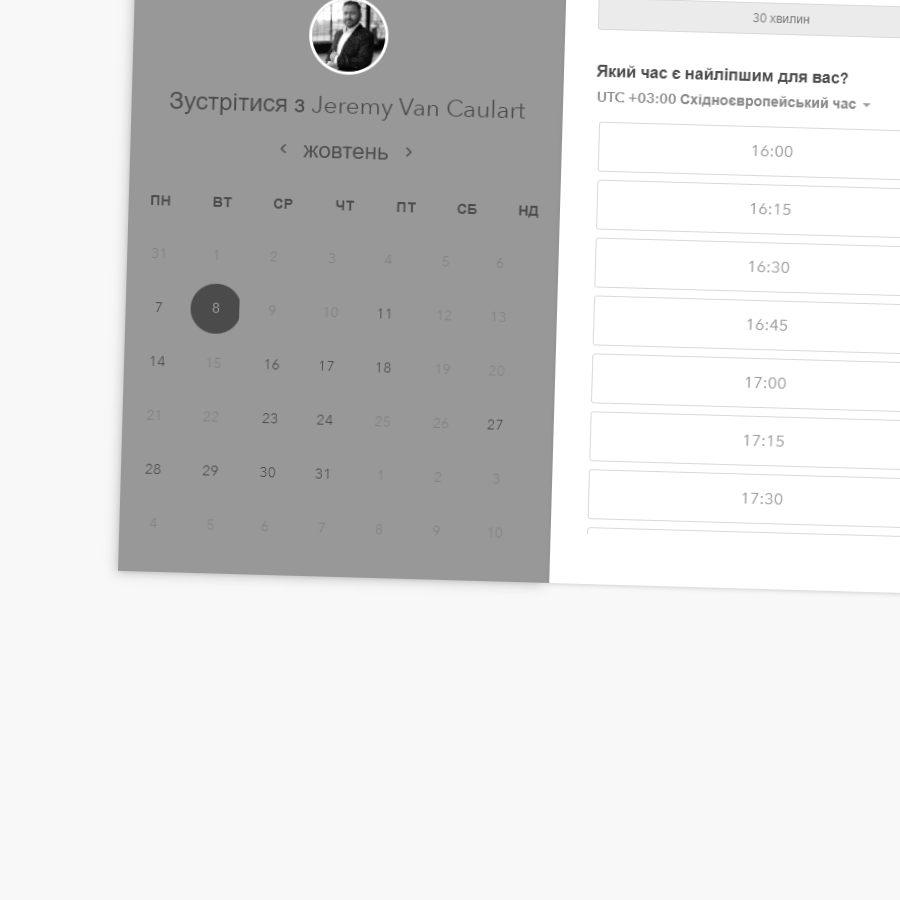 Зустрітися з Jeremy Van Caulart
жовтень
ПН ВТ СР ЧТ ПТ СБ НД
31 1 2 3 4 5 6
7 8 9 10 11 12 13
14 15 16 17 18 19 20
21 22 23 24 25 26 27
28 29 30 31 1 2 3
4 5 6 7 8 9 10
30 хвилин
Який час є найліпшим для вас?
UTC +03:00 Східноєвропейський час
16:00
16:15
16:30
16:45
17:00
17:15
17:30